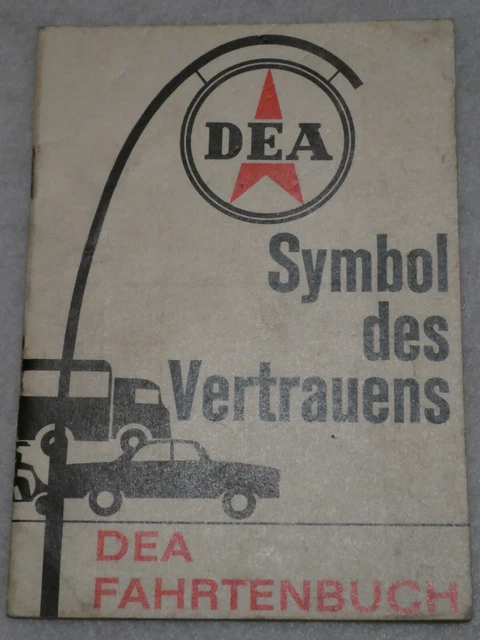 DEA
Symbol
des
Vertrauens
DEA
FAHRTENBUCH